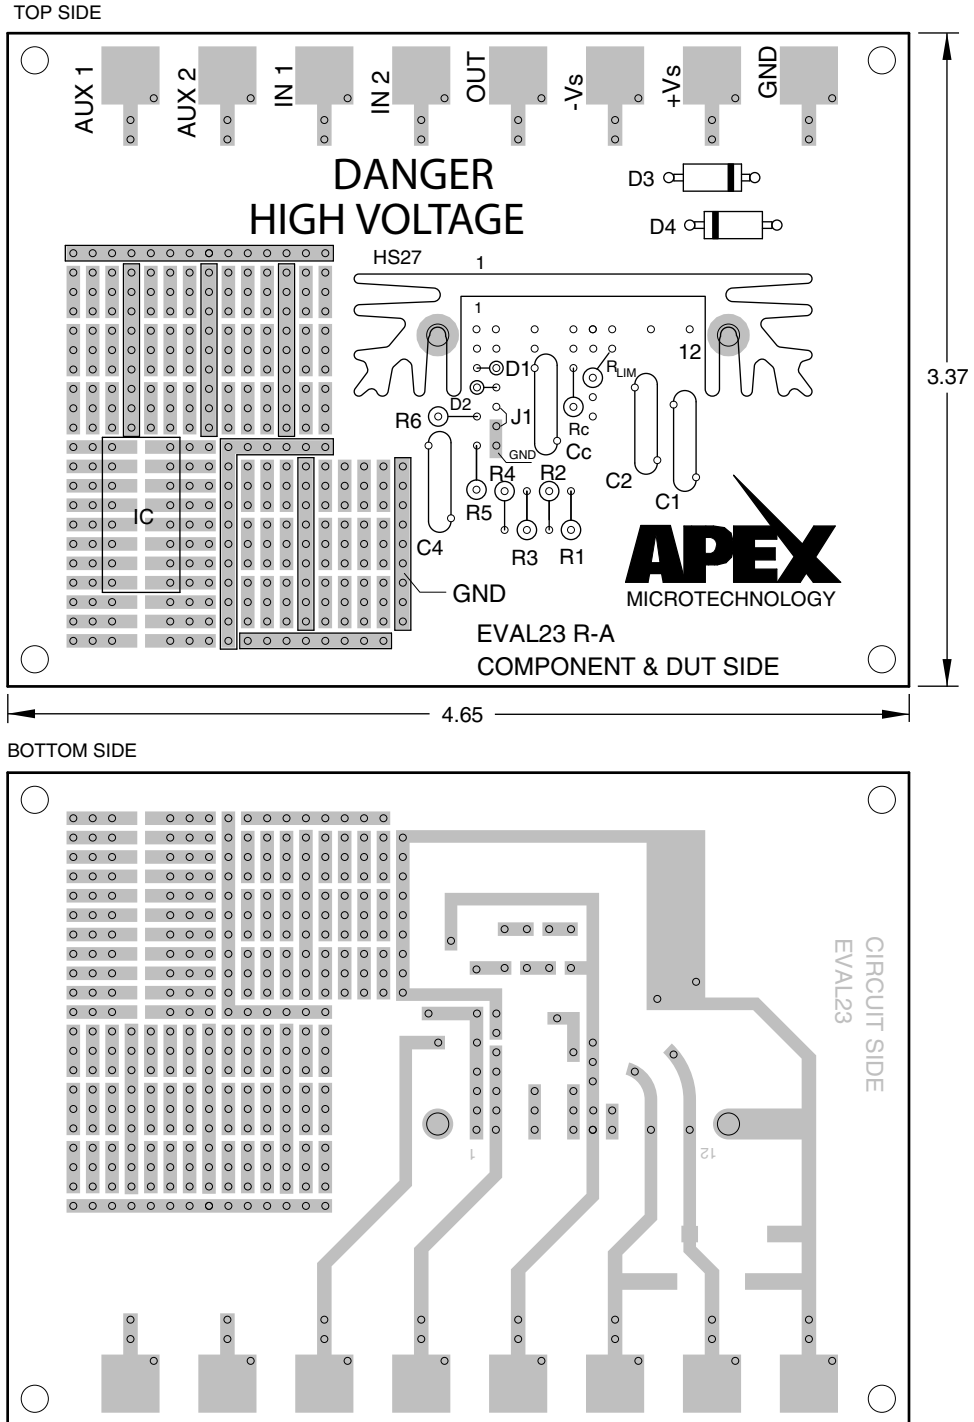 TOP SIDE
AUX 1
AUX 2
IN 1
IN 2
OUT
-Vs
+Vs
GND
DANGER
HIGH VOLTAGE
D3
D4
HS27
1
1
12
D1
RLIM
D2
J1
R6
Rc
GND
Cc
R4
R2
C2
C1
R5
R3
R1
C4
IC
GND
APEX
MICROTECHNOLOGY
EVAL23 R-A
COMPONENT & DUT SIDE
3.37
4.65
BOTTOM SIDE
CIRCUIT SIDE
EVAL23
1
12